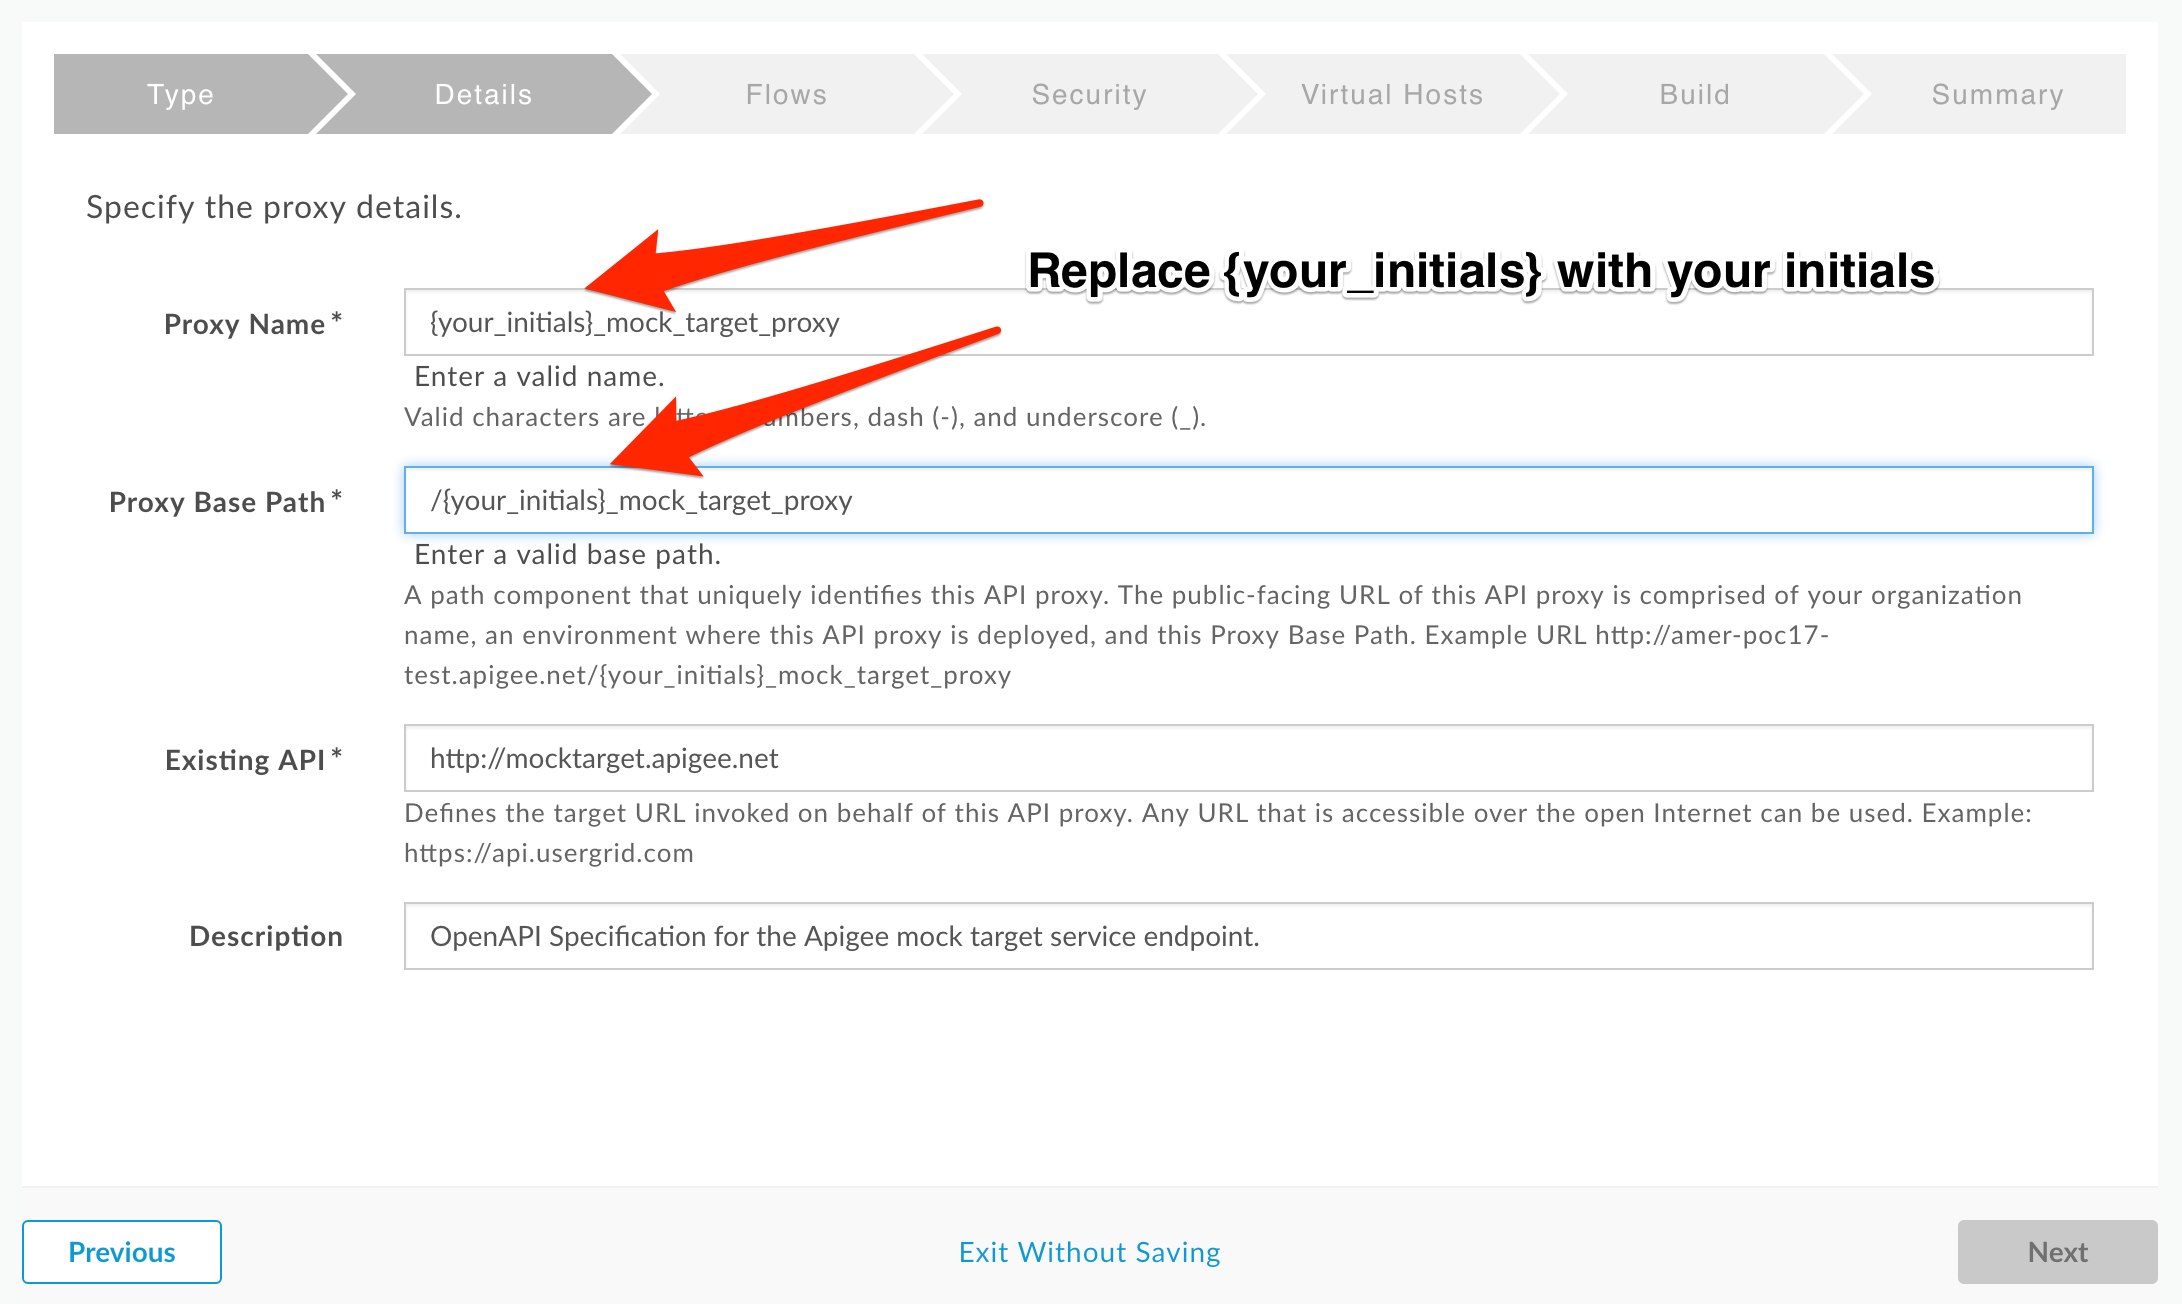 Type Details Flows Security Virtual Hosts Build Summary
Specify the proxy details.
Replace {your_initials} with your initials
Proxy Name* {your_initials}_mock_target_proxy
Enter a valid name.
Valid characters are dash (-), and underscore (_).
Proxy Base Path* /{your_initials}_mock_target_proxy
Enter a valid base path.
A path component that uniquely identifies this API proxy. The public-facing URL of this API proxy is comprised of your organization
name, an environment where this API proxy is deployed, and this Proxy Base Path. Example URL http://amer-poc17-
test.apigee.net/{your_initials}_mock_target_proxy
Existing API* http://mocktarget.apigee.net
Defines the target URL invoked on behalf of this API proxy. Any URL that is accessible over the open Internet can be used. Example:
https://api.usergrid.com
Description OpenAPI Specification for the Apigee mock target service endpoint.
Previous Exit Without Saving Next